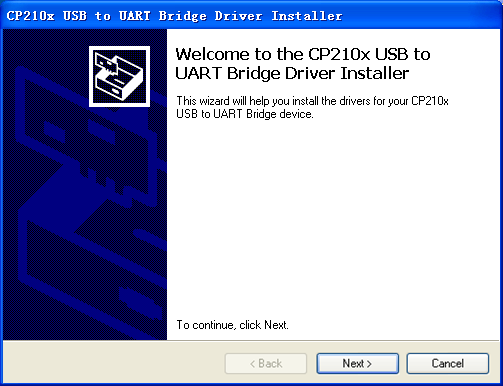 CP210x USB to UART Bridge Driver Installer
Welcome to the CP210x USB to
UART Bridge Driver Installer
This wizard will help you install the drivers for your CP210x
USB to UART Bridge device.
To continue, click Next.
< Back
Next >
Cancel